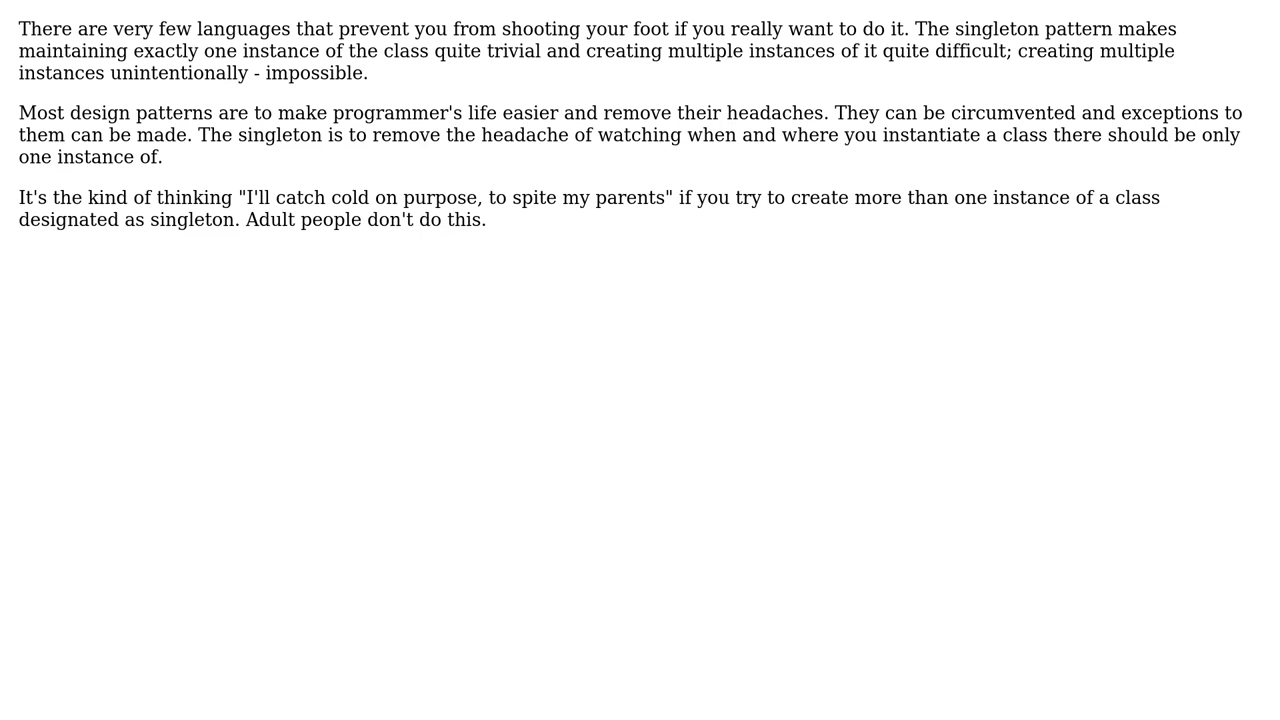 There are very few languages that prevent you from shooting your foot if you really want to do it. The singleton pattern makes
maintaining exactly one instance of the class quite trivial and creating multiple instances of it quite difficult; creating multiple
instances unintentionally - impossible.
Most design patterns are to make programmer's life easier and remove their headaches. They can be circumvented and exceptions to
them can be made. The singleton is to remove the headache of watching when and where you instantiate a class there should be only
one instance of.
It's the kind of thinking "I'll catch cold on purpose, to spite my parents" if you try to create more than one instance of a class
designated as singleton. Adult people don't do this.